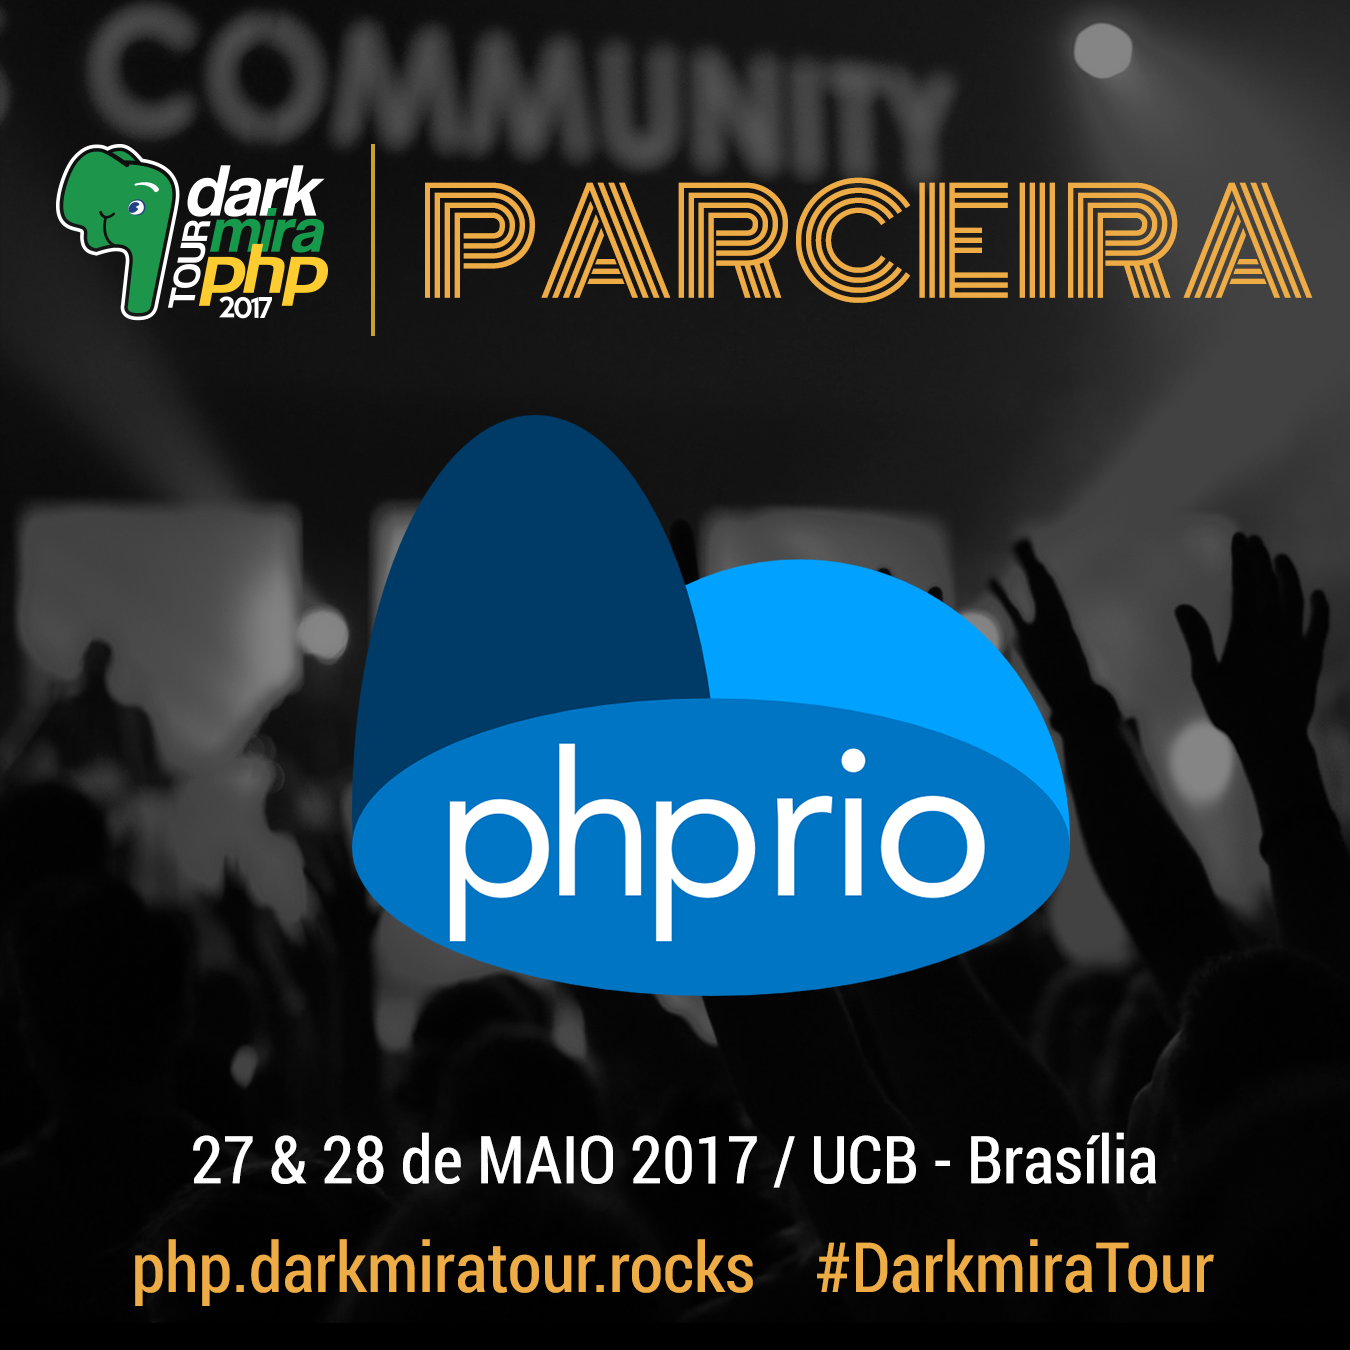 COMMUNITY
dark
mira
TOUR
php
2017
PARCEIRA
phprio
27 & 28 de MAIO 2017 / UCB - Brasília
php.darkmiratour.rocks #DarkmiraTour